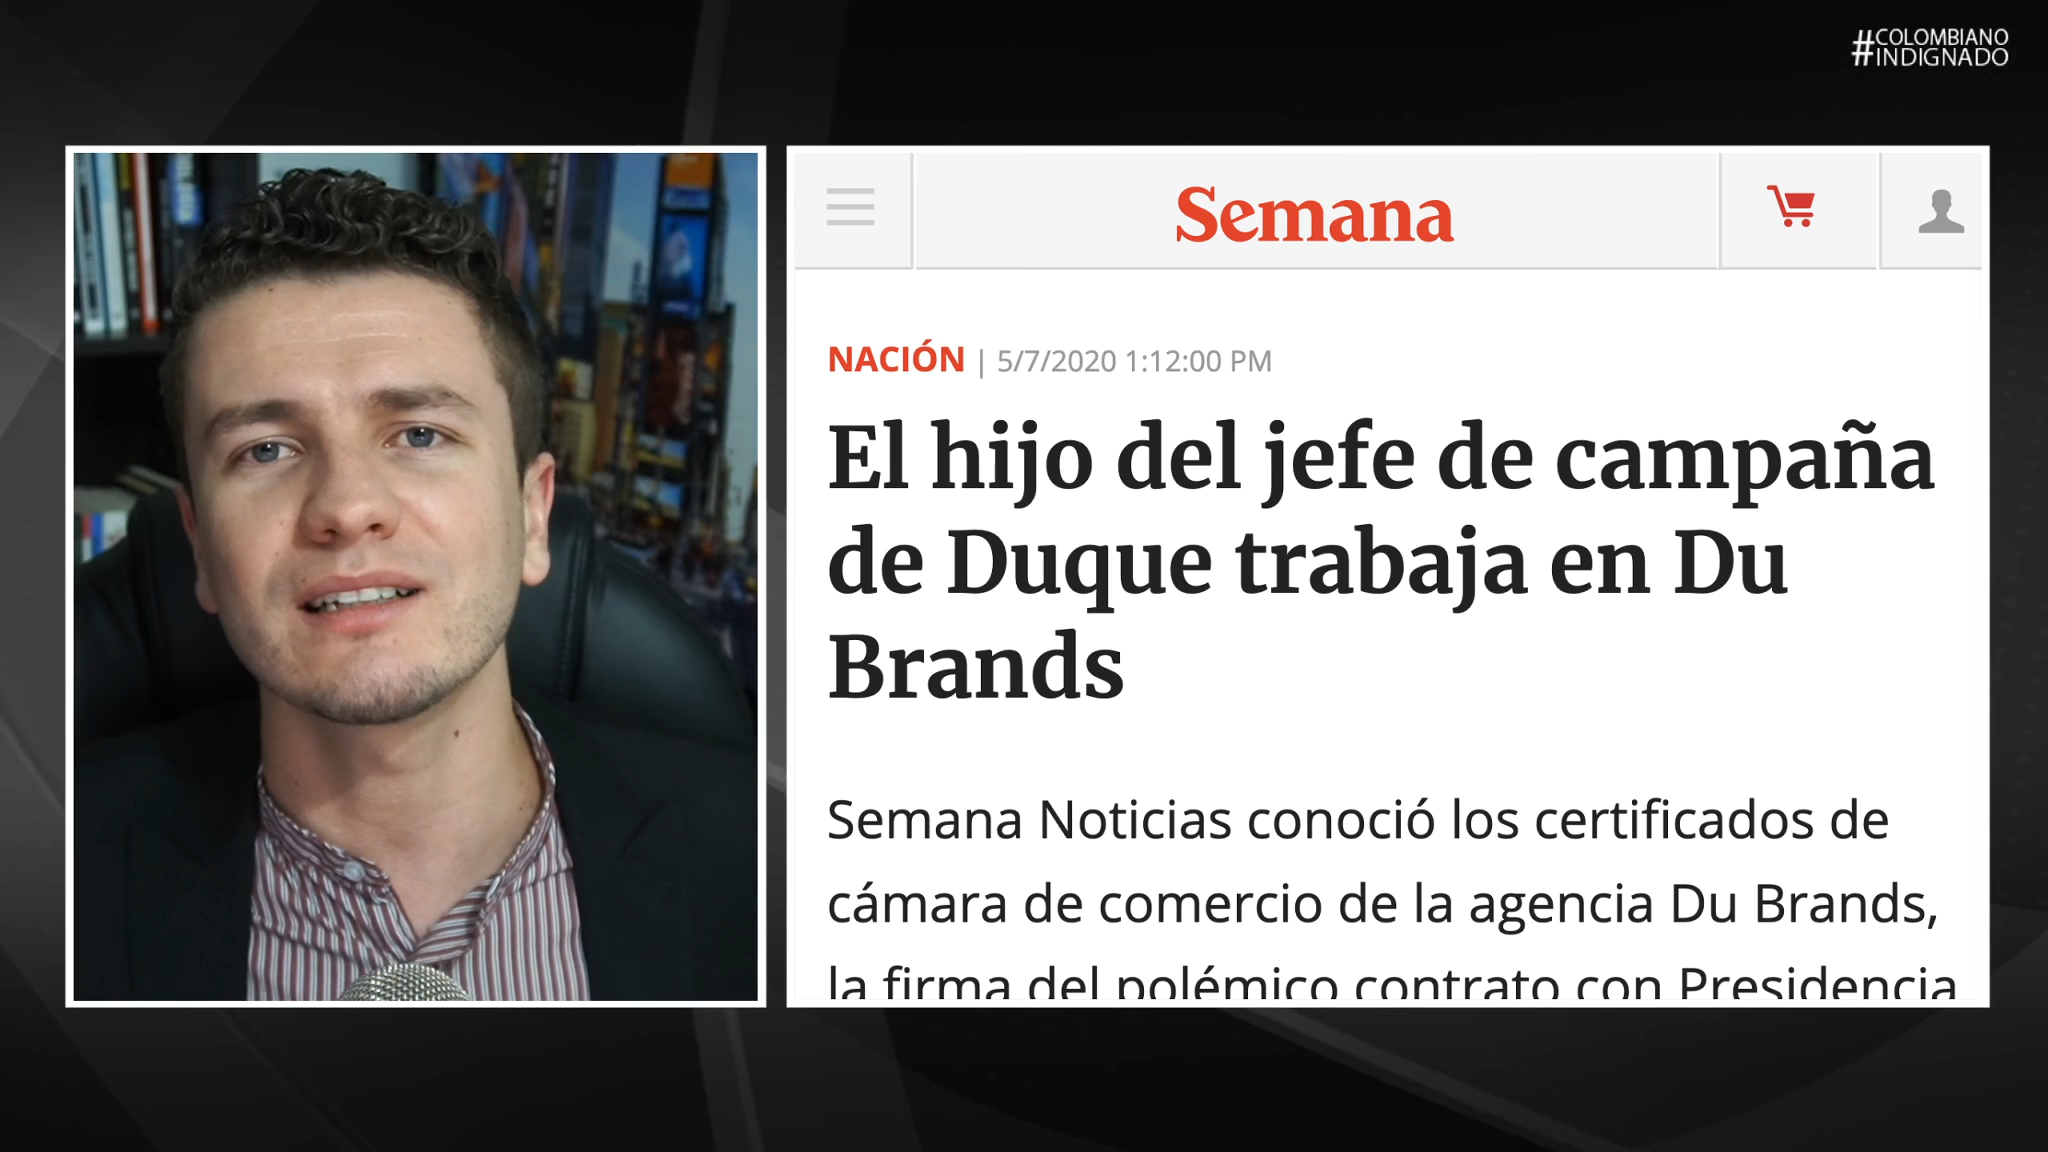 #COLOMBIANO
INDIGNADO
Semana
NACIÓN | 5/7/2020 1:12:00 PM
El hijo del jefe de campaña
de Duque trabaja en Du
Brands
Semana Noticias conoció los certificados de
cámara de comercio de la agencia Du Brands,
la firma del polémico contrato con Presidencia